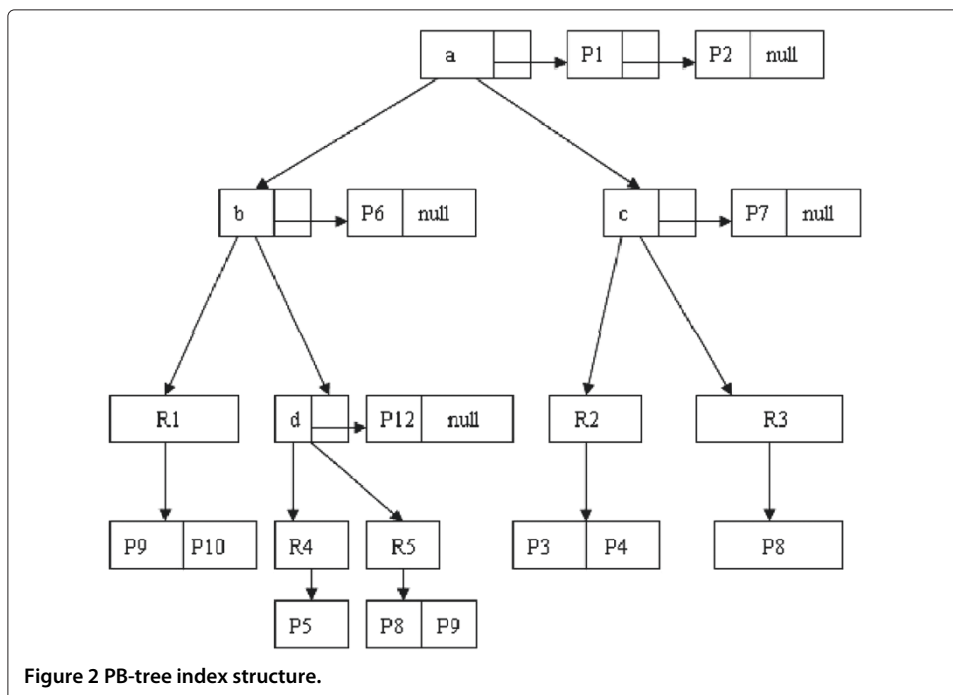 a P1 P2 null
b P6 null c P7 null
R1 d P12 null R2 R3
P9 P10 R4 R5 P3 P4 P8
P5 P8 P9
Figure 2 PB-tree index structure.